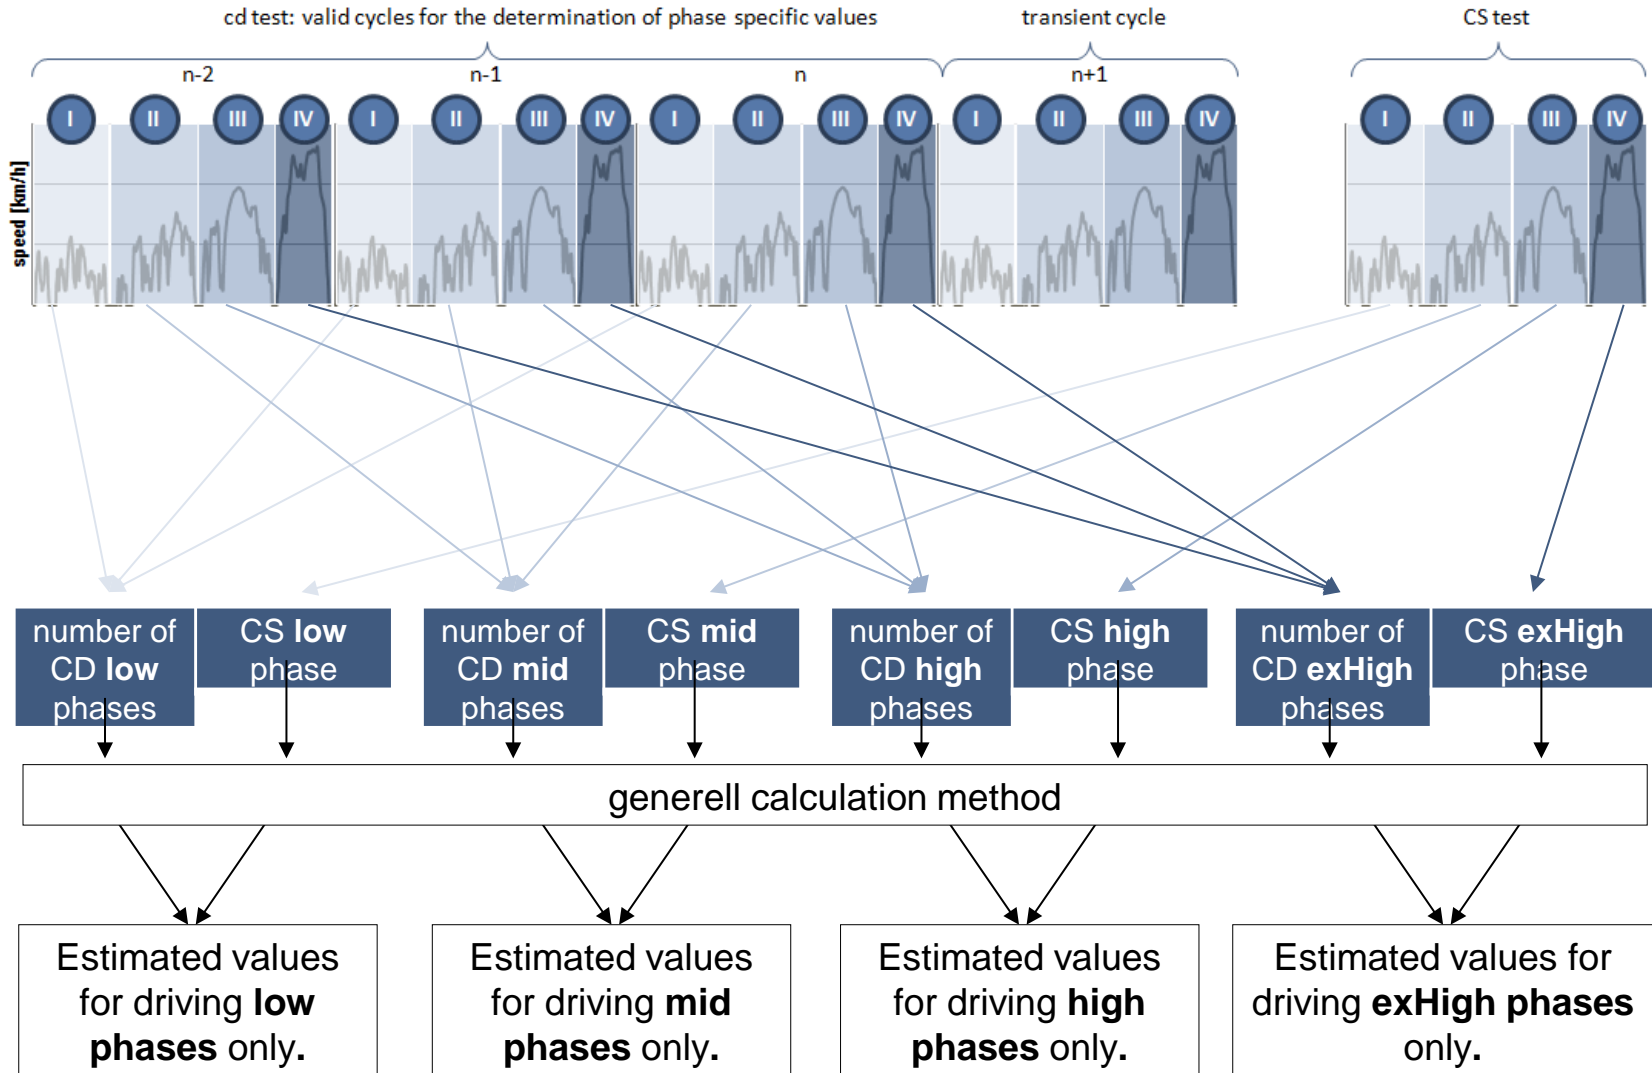 cd test: valid cycles for the determination of phase specific values
transient cycle
CS test
n-2
n-1
n
n+1
I II III IV I II III IV I II III IV I II III IV I II III IV
speed [km/h]
number of
CD low
phases
CS low
phase
number of
CD mid
phases
CS mid
phase
number of
CD high
phases
CS high
phase
number of
CD exHigh
phases
CS exHigh
phase
generell calculation method
Estimated values
for driving low
phases only.
Estimated values
for driving mid
phases only.
Estimated values
for driving high
phases only.
Estimated values for
driving exHigh phases
only.